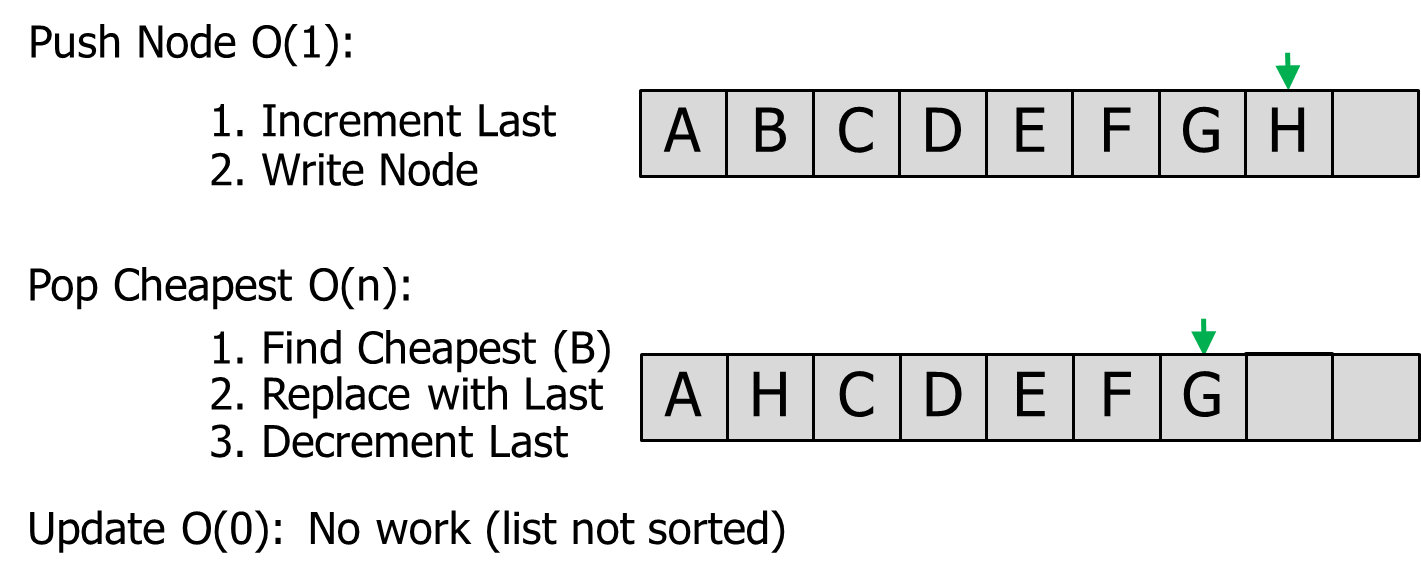 Push Node O(1):
1. Increment Last
2. Write Node
A B C D E F G H
Pop Cheapest O(n):
1. Find Cheapest (B)
2. Replace with Last
3. Decrement Last
A H C D E F G
Update O(0): No work (list not sorted)